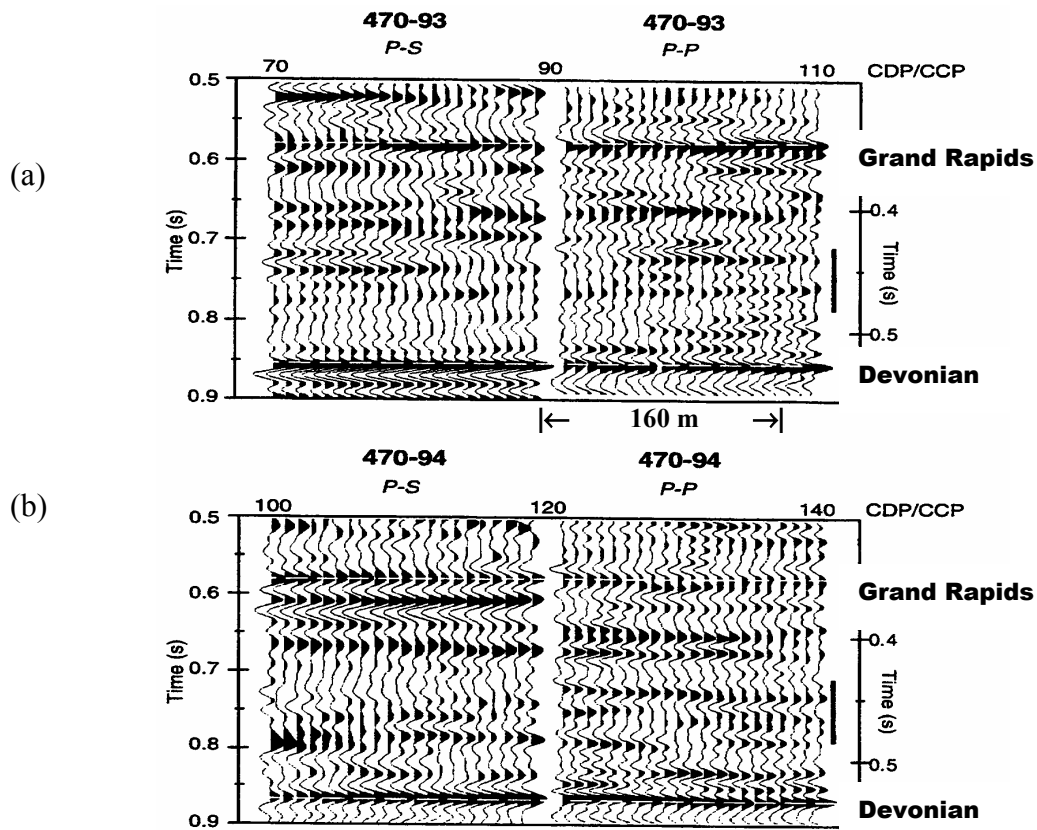 (a)
470-93 470-93
P-S P-P
70 90 110 CDP/CCP
0.5
0.6
0.7
0.8
0.9
Time (s)
Grand Rapids
0.4
Time (s)
0.5
Devonian
160 m
(b)
470-94 470-94
P-S P-P
100 120 140 CDP/CCP
0.5
0.6
0.7
0.8
0.9
Time (s)
Grand Rapids
0.4
Time (s)
0.5
Devonian